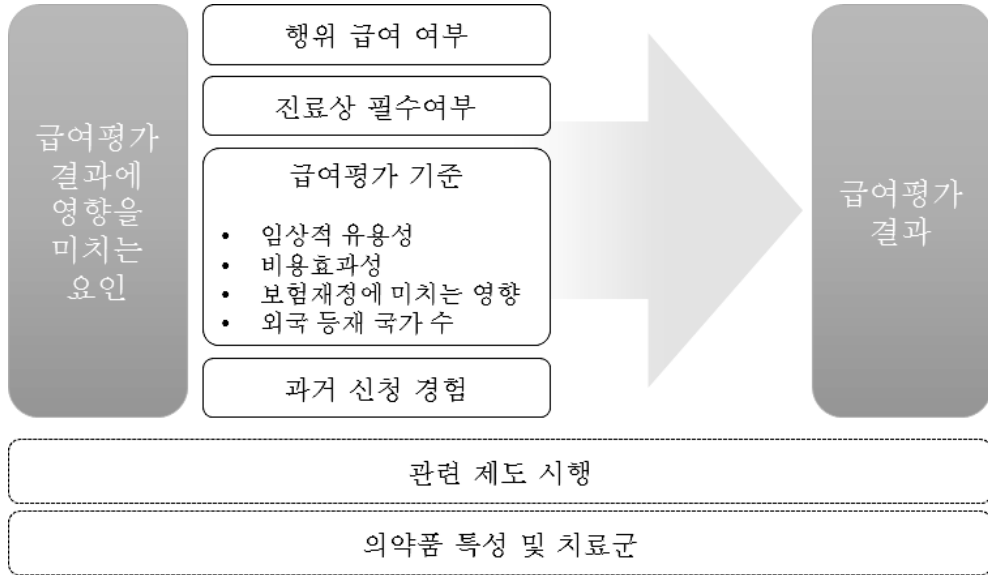 급여평가
결과에
영향을
미치는
요인
행위 급여 여부
진료상 필수여부
급여평가 기준
• 임상적 유용성
• 비용효과성
• 보험재정에 미치는 영향
• 외국 등재 국가 수
과거 신청 경험
급여평가
결과
관련 제도 시행
의약품 특성 및 치료군